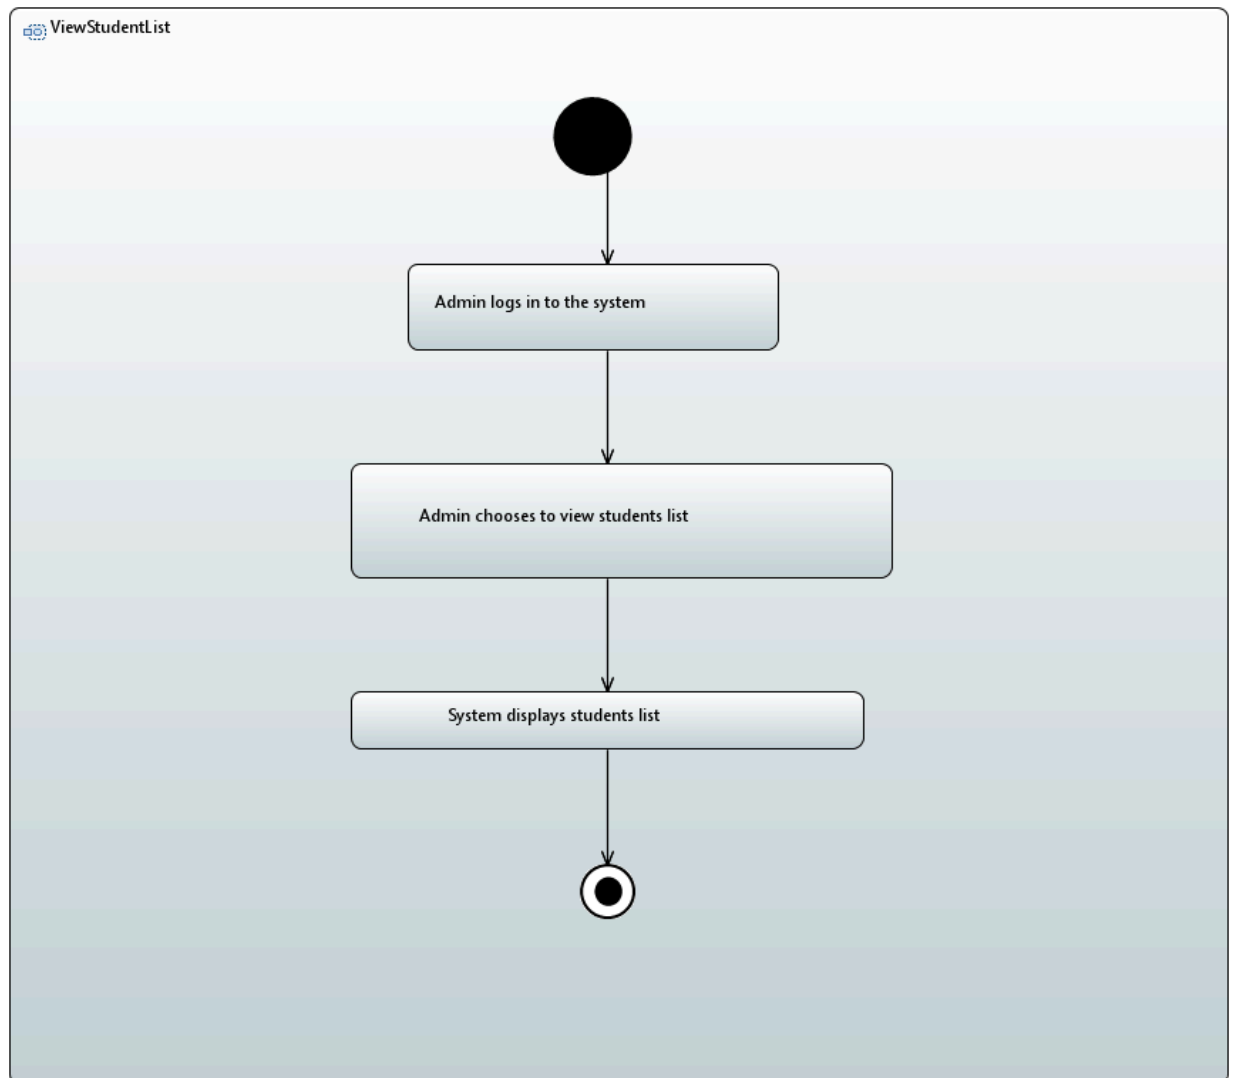 ViewStudentList
Admin logs in to the system
Admin chooses to view students list
System displays students list